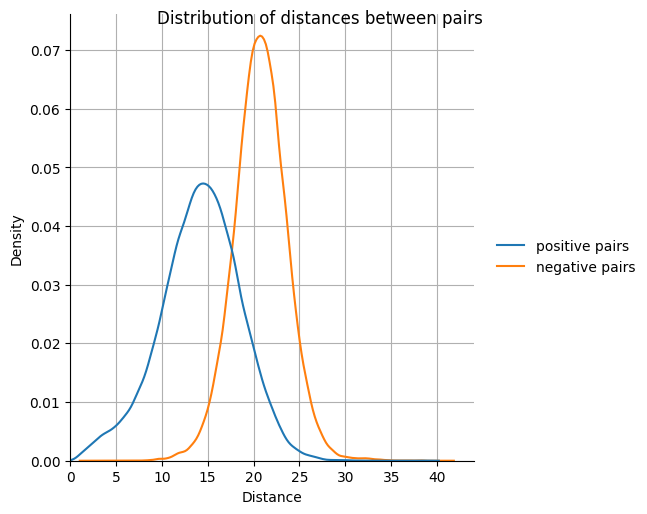 Distribution of distances between pairs
0.07
0.06
0.05
0.04
0.03
0.02
0.01
0.00
Density
0 5 10 15 20 25 30 35 40
Distance
positive pairs
negative pairs